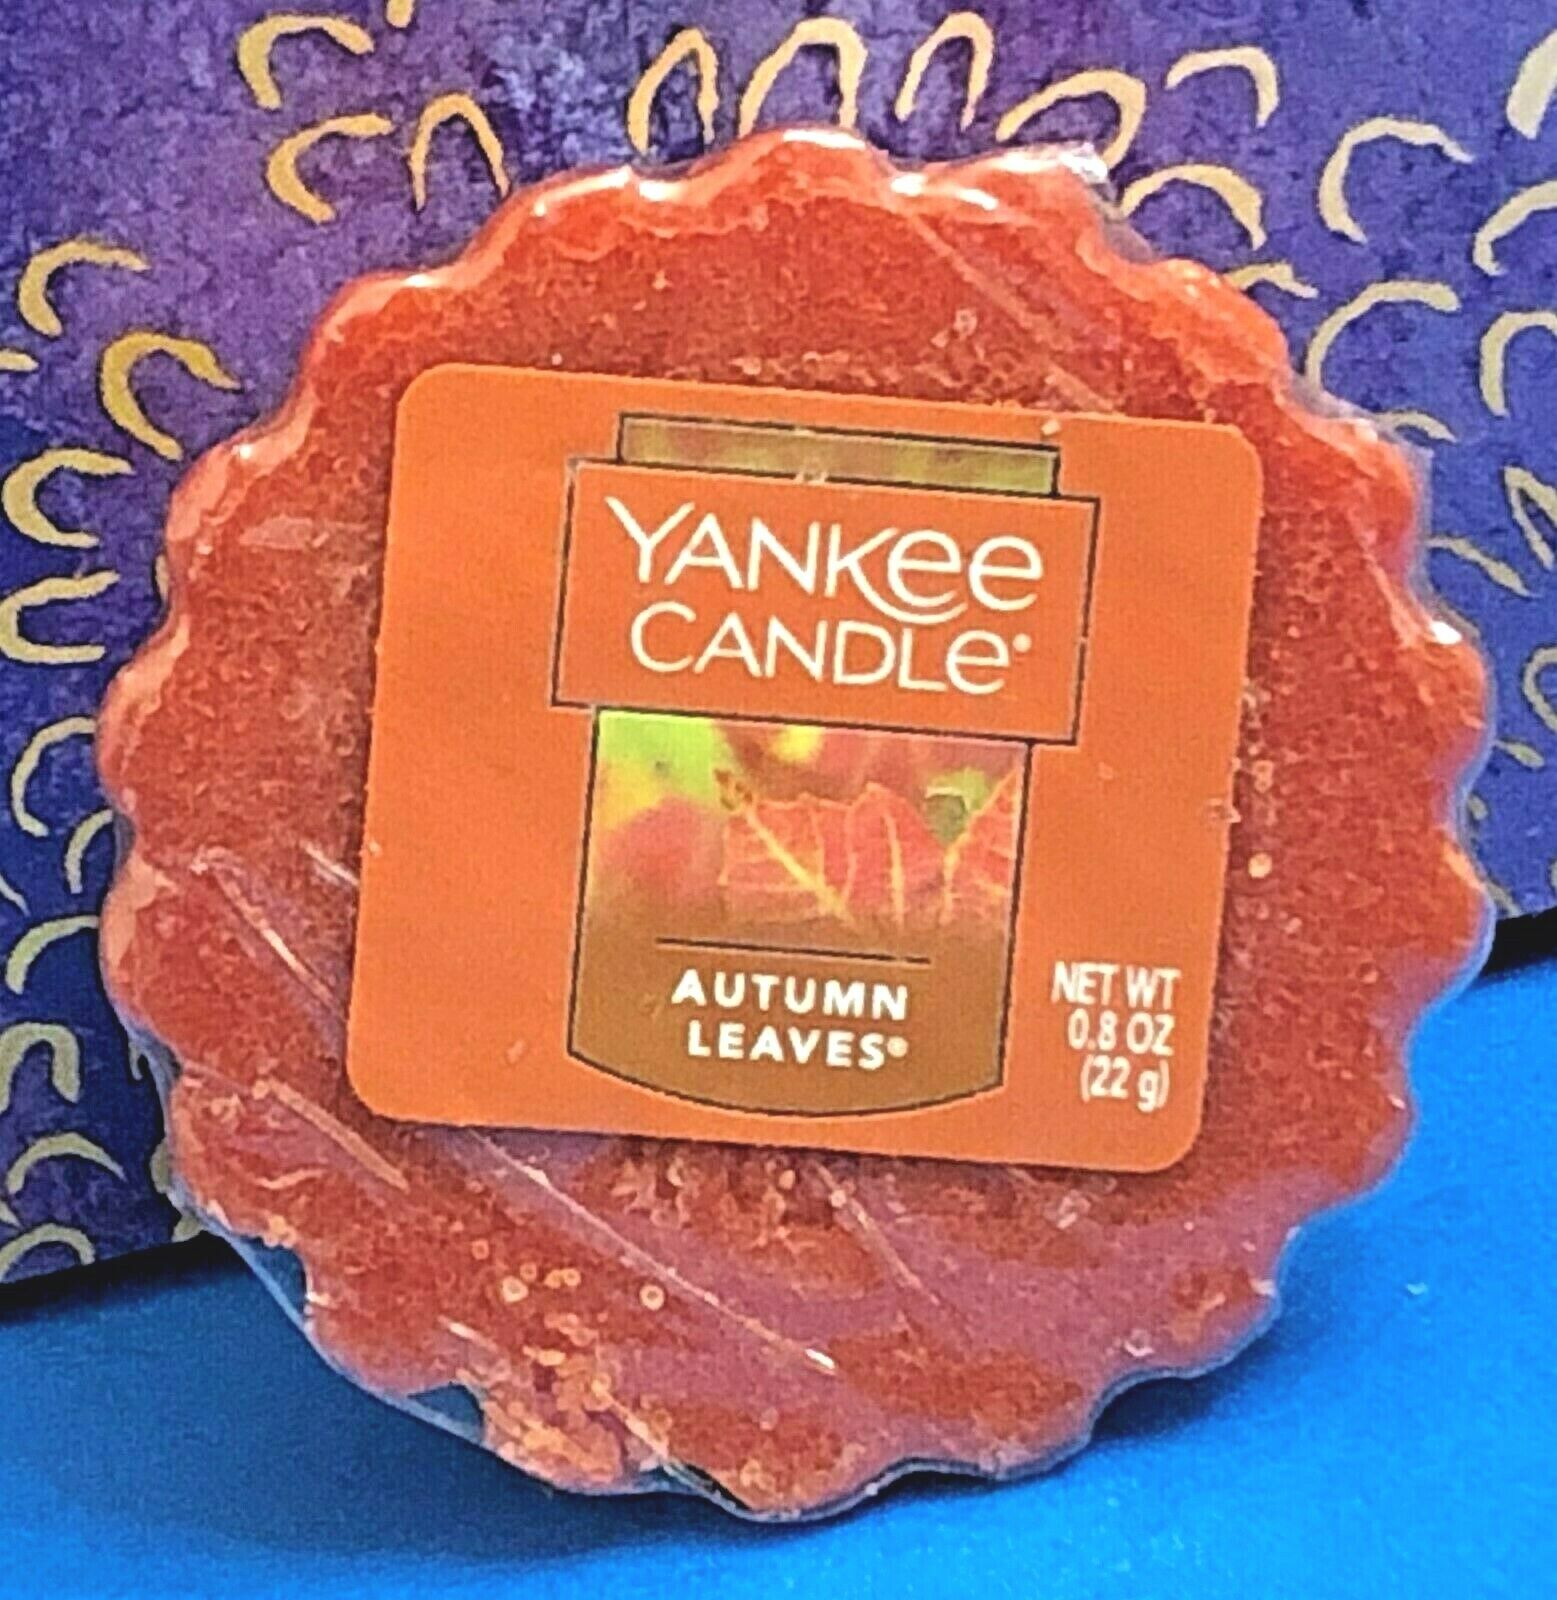 YANKEE
CANDLE®
AUTUMN
LEAVES®
NET WT
0.8 OZ
(22 g)